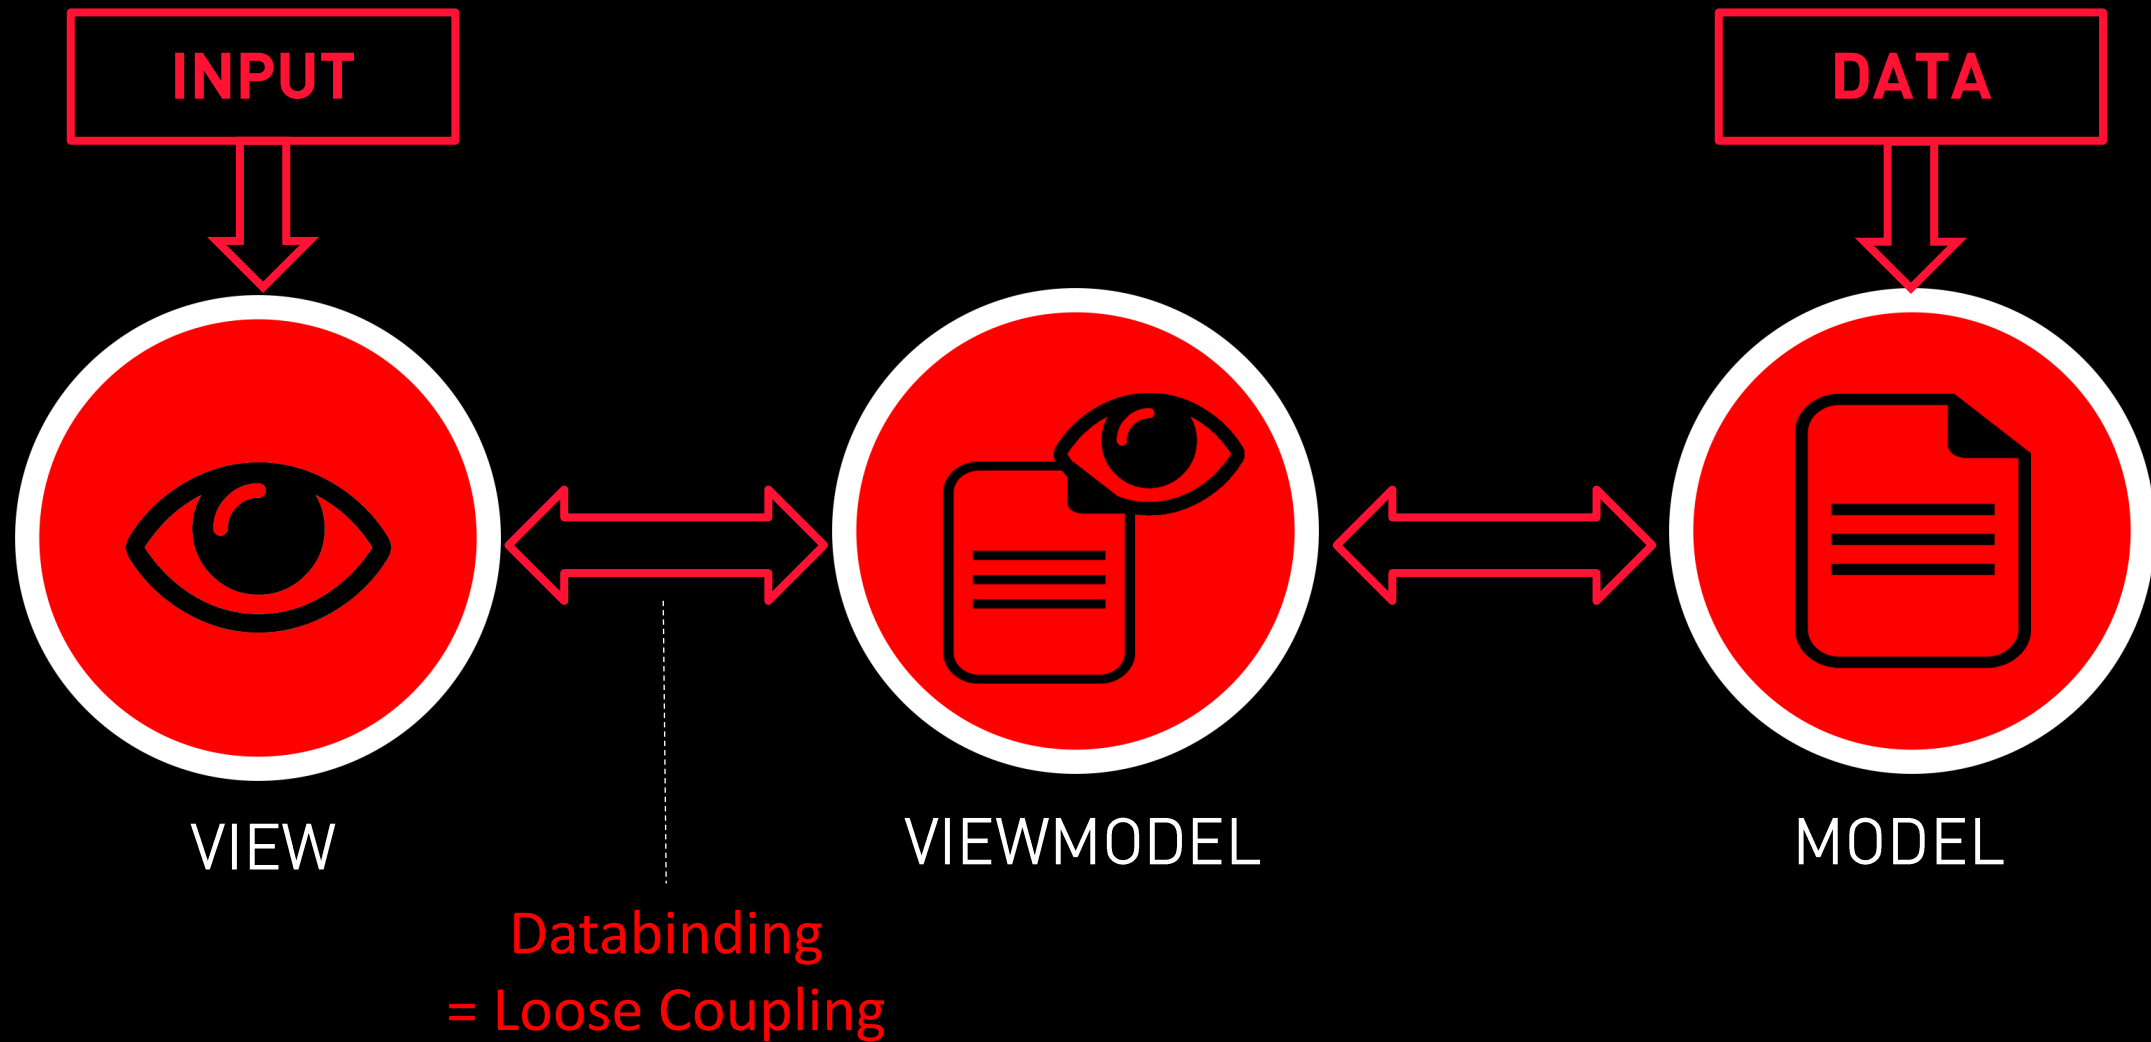 INPUT
DATA
VIEW
VIEWMODEL
MODEL
Databinding
= Loose Coupling